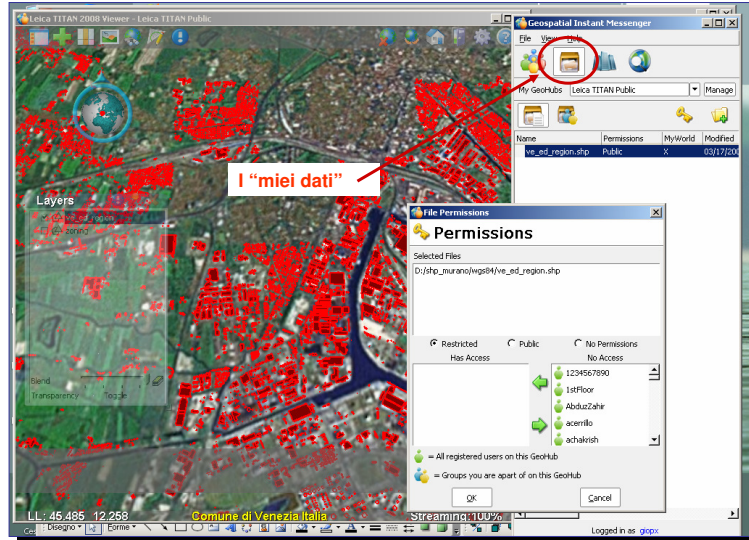 Leica TITAN 2008 Viewer - Leica TITAN Public
Layers
ve_ed_region
zoning
Blend
Transparency Toggle
LL: 45.485 12.258
Comune di Venezia Italia
Streaming:100%
I “miei dati”
Geospatial Instant Messenger
File View Help
My GeoHubs Leica TITAN Public Manage
Name Permissions MyWorld Modified
ve_ed_region.shp Public X 03/17/200
File Permissions
Permissions
Selected Files
D:/shp_murano/wgs84/ve_ed_region.shp
Restricted Public No Permissions
Has Access No Access
1234567890
1stFloor
AbduzZahir
acerrillo
achakrish
= All registered users on this GeoHub
= Groups you are apart of on this GeoHub
OK Cancel
Logged in as giopx
Disegno Forme